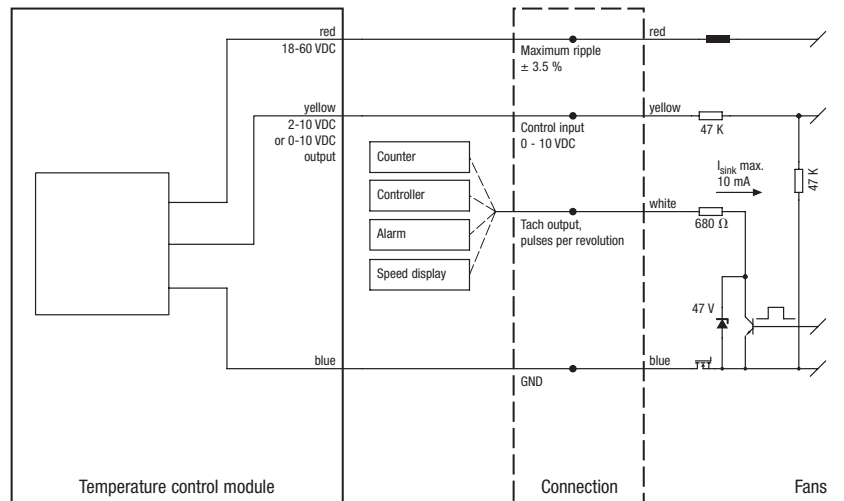 red
18-60 VDC
red
Maximum ripple
± 3.5 %
yellow
2-10 VDC
or 0-10 VDC
output
yellow
47 K
Control input
0 - 10 VDC
Counter
Controller
Alarm
Speed display
I_sink max.
10 mA
47 K
white
680 Ω
Tach output,
pulses per revolution
47 V
blue
blue
GND
Temperature control module
Connection
Fans